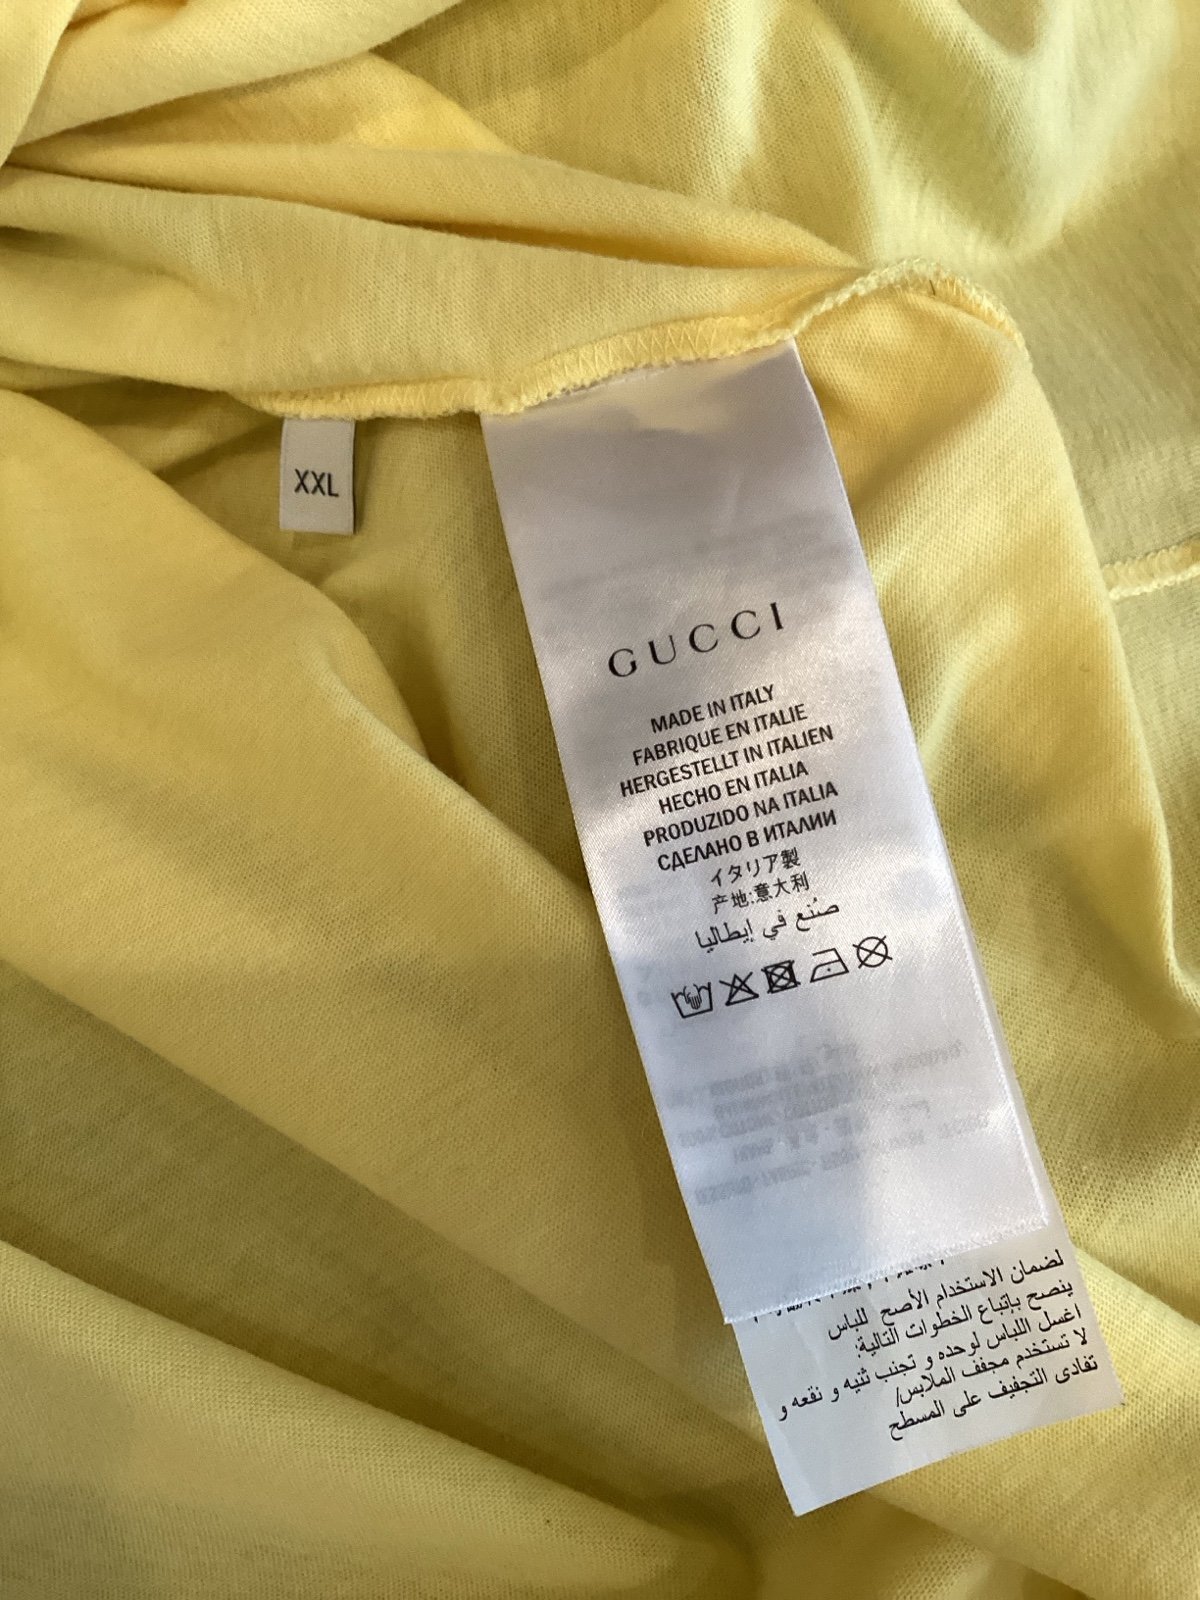 XXL
GUCCI
MADE IN ITALY
FABRIQUE EN ITALIE
HERGESTELLT IN ITALIEN
HECHO EN ITALIA
PRODUZIDO NA ITALIA
СДЕЛАНО В ИТАЛИИ
イタリア製
产地:意大利
صُنع في إيطاليا
لضمان الاستخدام الأصح للباس
ينصح بإتباع الخطوات التالية:
اغسل اللباس لوحده و تجنب ثنيه و نقعه و
لا تستخدم مجفف الملابس/
تفادى التجفيف على المسطح